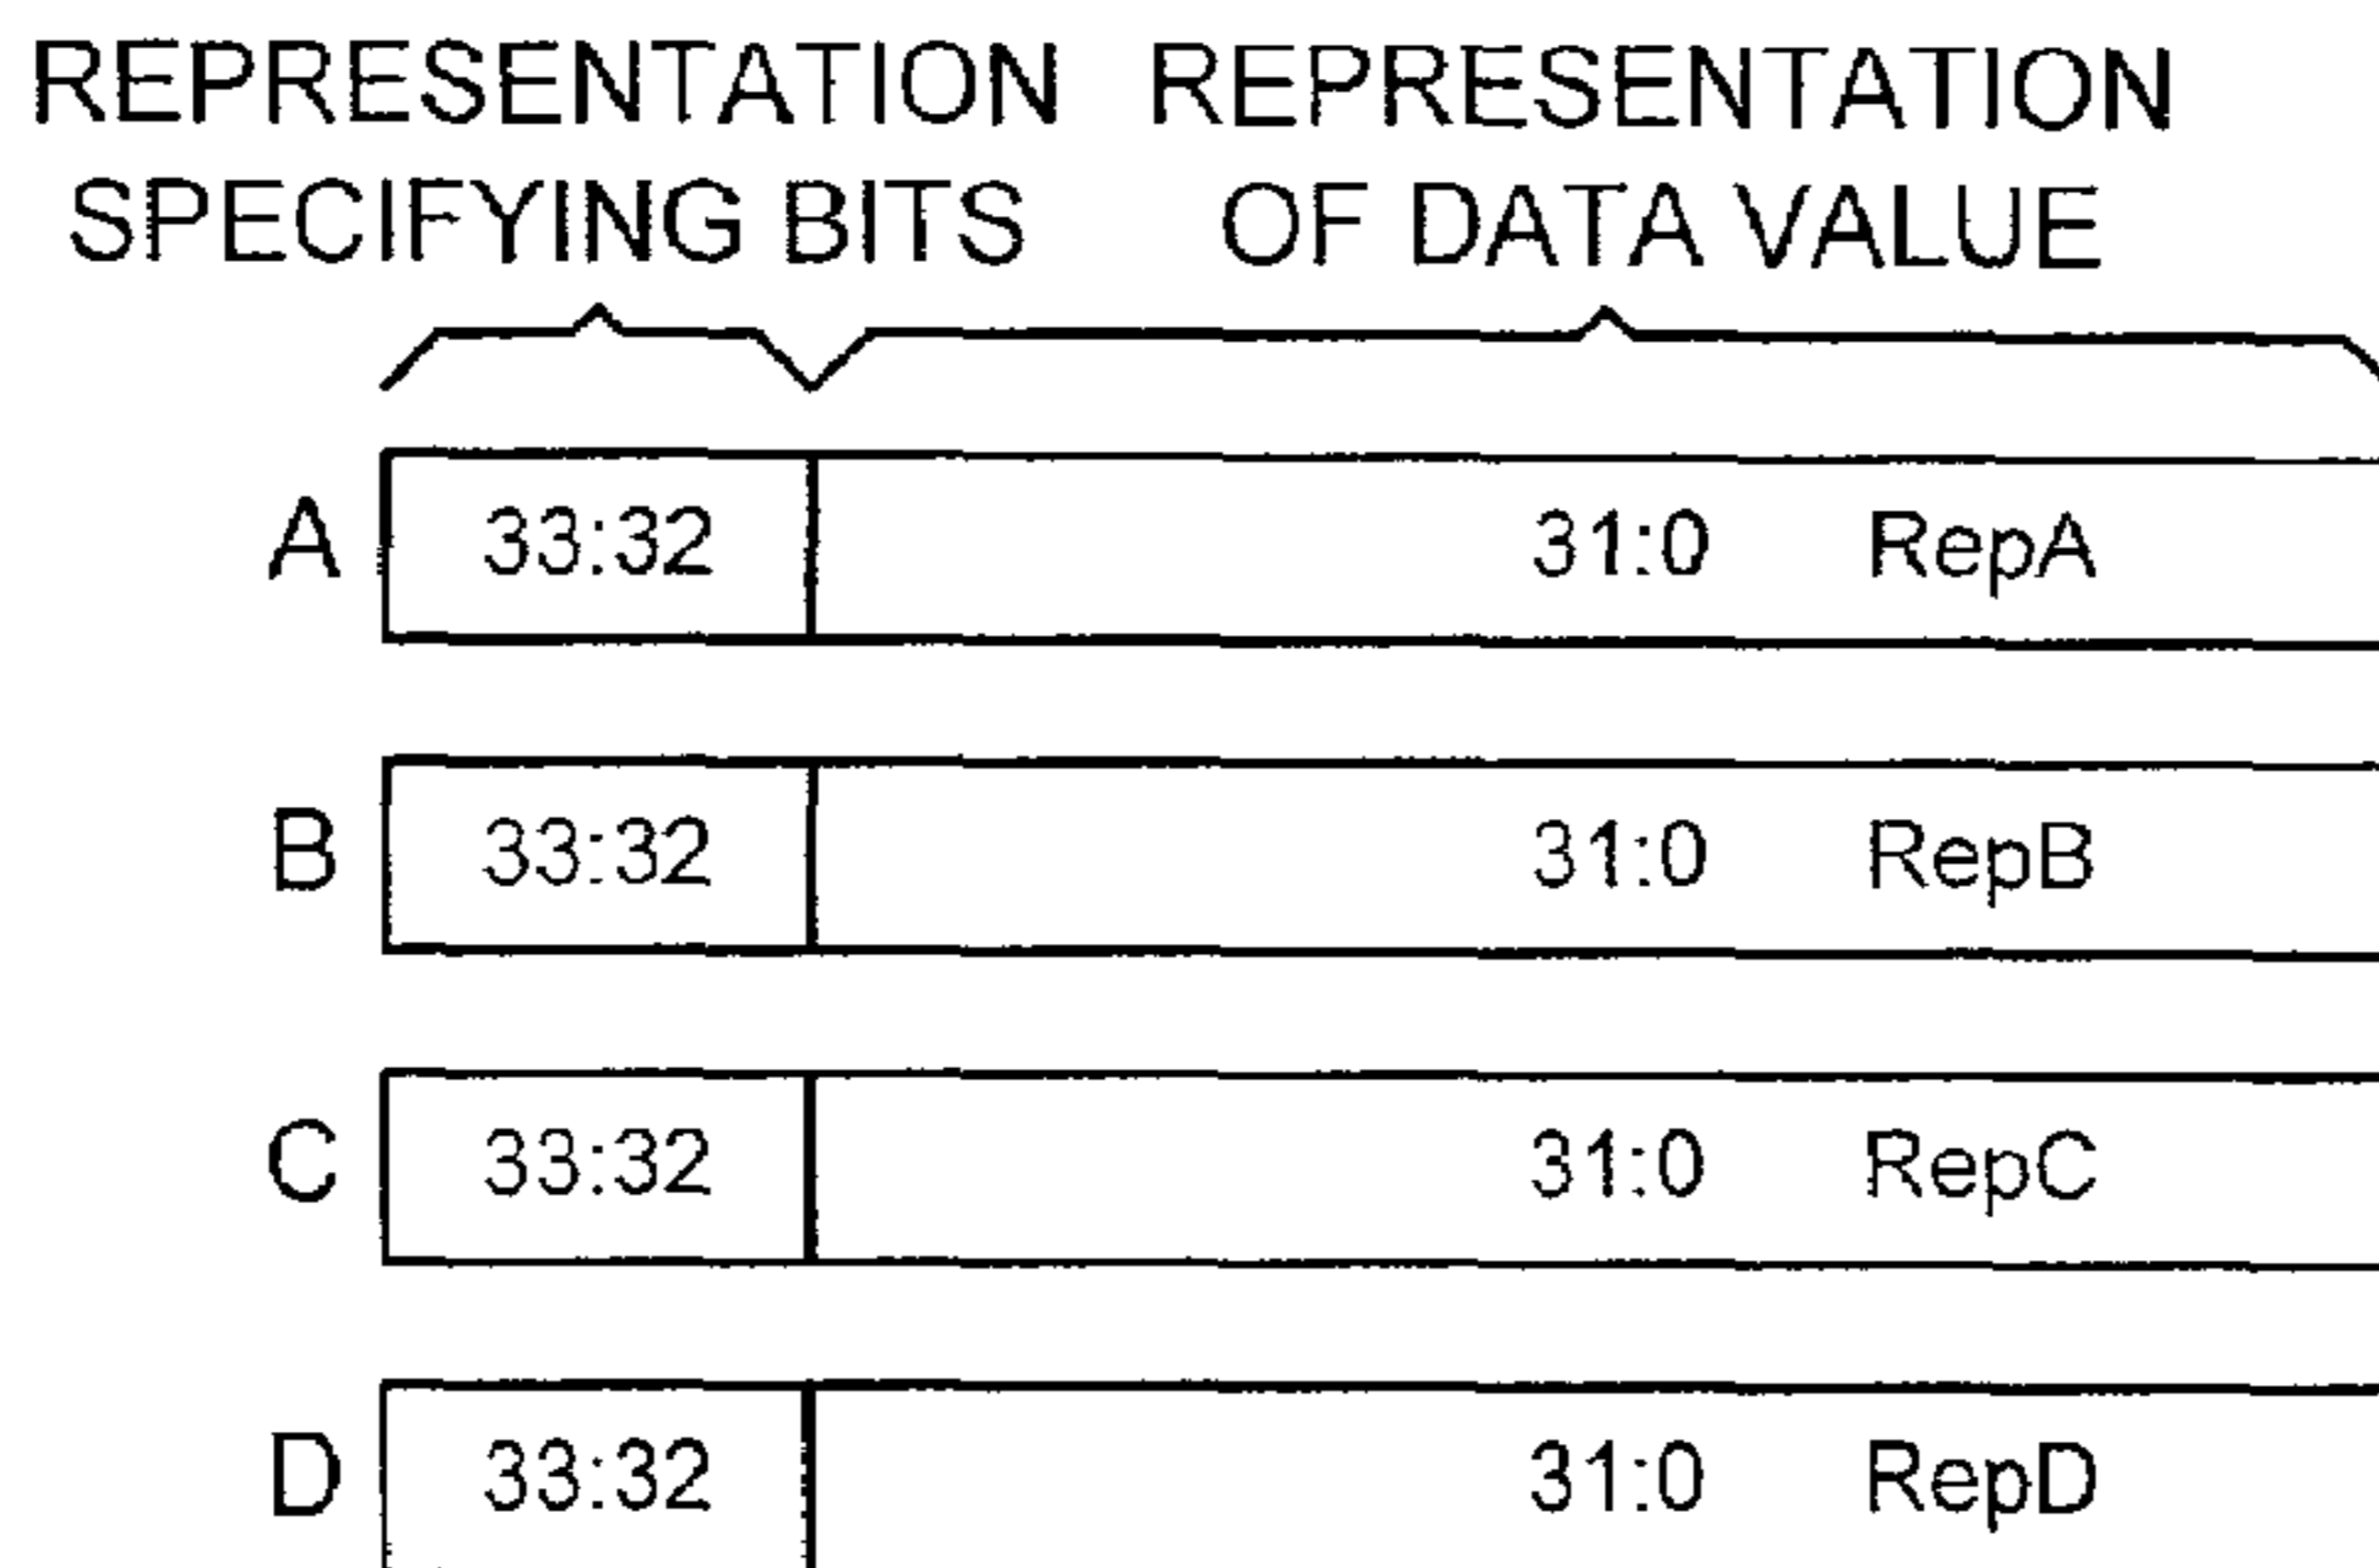 REPRESENTATION SPECIFYING BITS
REPRESENTATION OF DATA VALUE
A 33:32 31:0 RepA
B 33:32 31:0 RepB
C 33:32 31:0 RepC
D 33:32 31:0 RepD